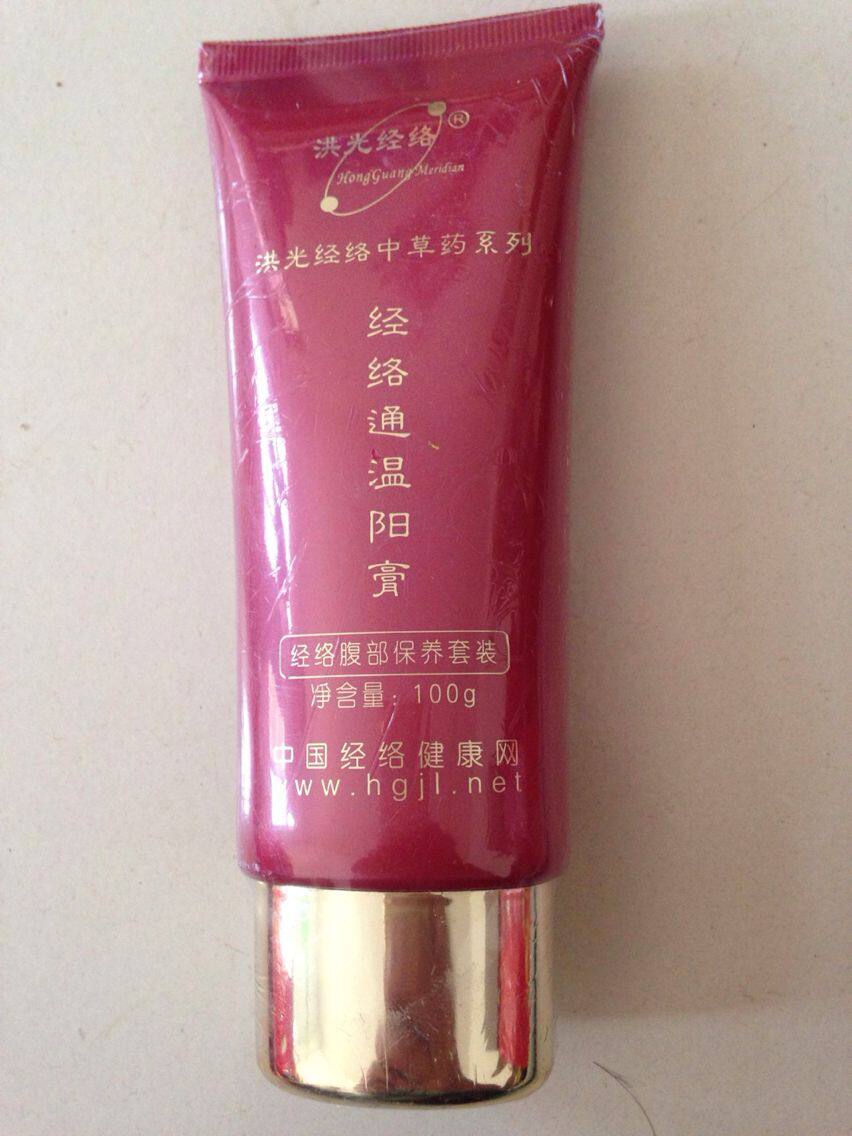 洪光经络®
HongGuang Meridian
洪光经络中草药系列
经络通温阳膏
经络腹部保养套装
净含量：100g
中国经络健康网
www.hgjl.net